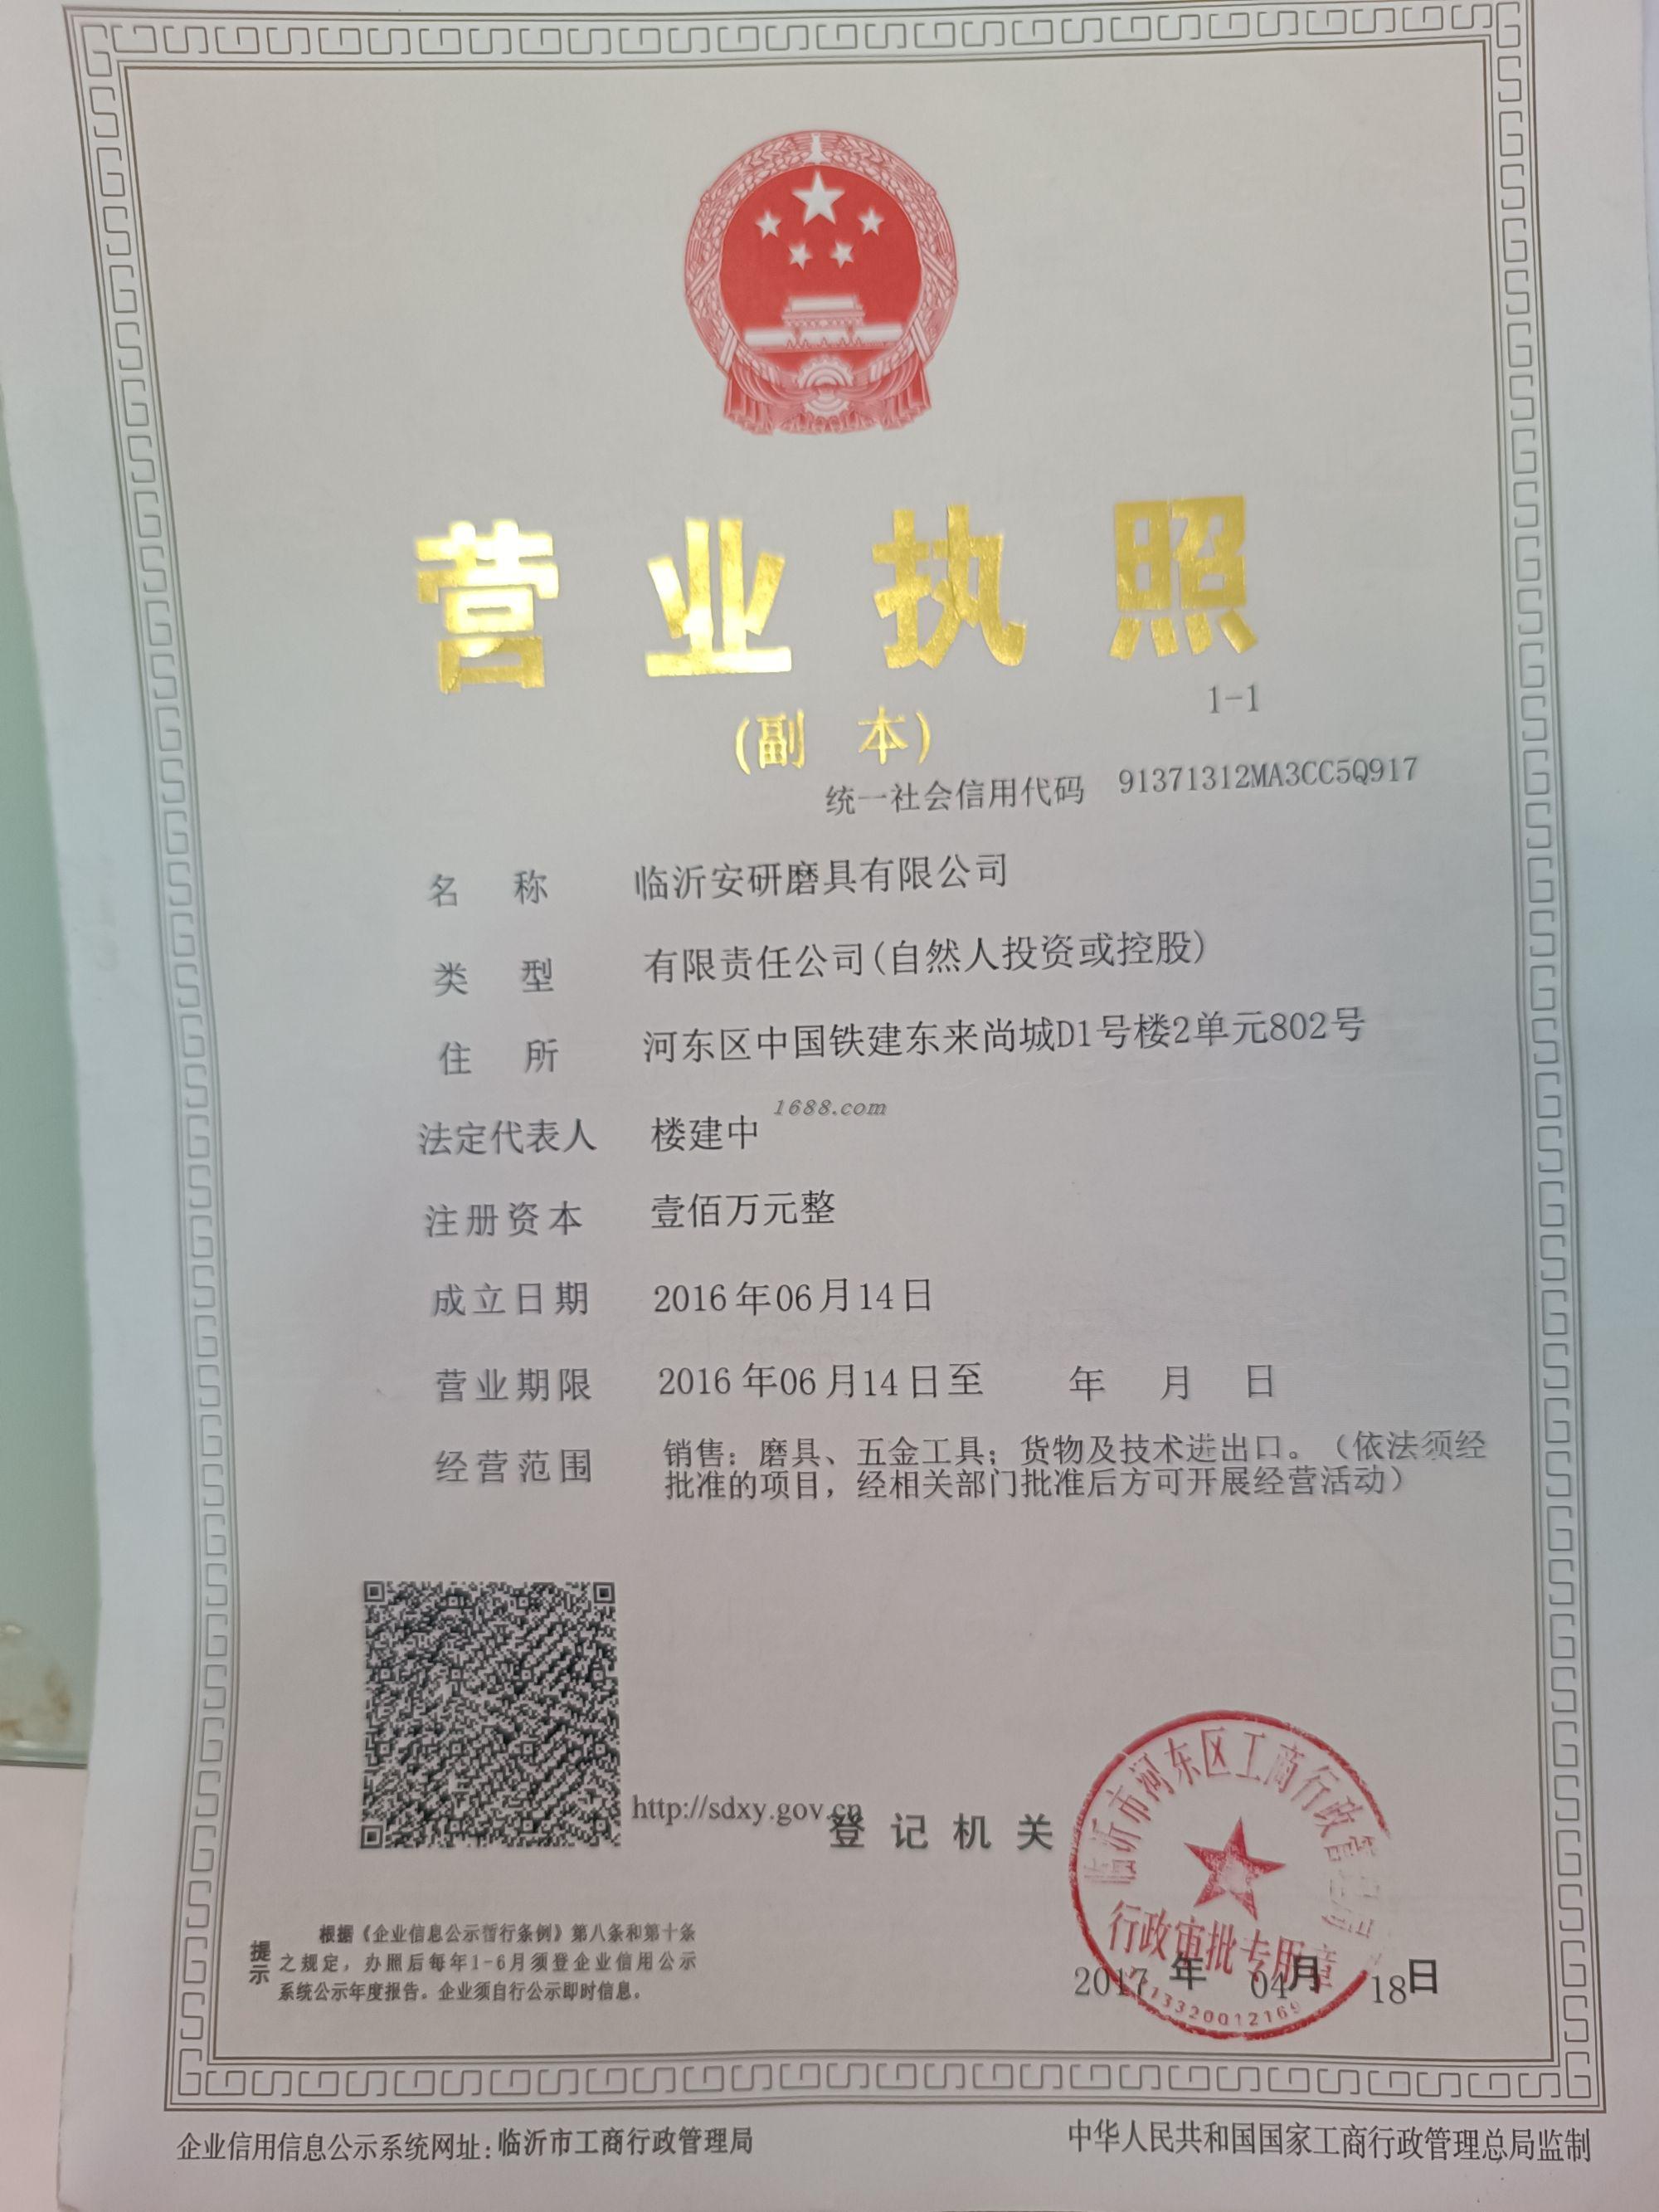 营业执照
(副 本)
1-1
统一社会信用代码 91371312MA3CC5Q917
名 称 临沂安研磨具有限公司
类 型 有限责任公司(自然人投资或控股)
住 所 河东区中国铁建东来尚城D1号楼2单元802号
1688.com
法定代表人 楼建中
注册资本 壹佰万元整
成立日期 2016年06月14日
营业期限 2016年06月14日至 年 月 日
经营范围 销售：磨具、五金工具；货物及技术进出口。（依法须经
批准的项目，经相关部门批准后方可开展经营活动）
http://sdxy.gov.cn
登记机关
临沂市河东区工商行政管理局
行政审批专用章
2017年 04月 18日
提示
根据《企业信息公示暂行条例》第八条和第十条
之规定，办照后每年1-6月须登企业信用公示
系统公示年度报告。企业须自行公示即时信息。
企业信用信息公示系统网址：临沂市工商行政管理局
中华人民共和国国家工商行政管理总局监制